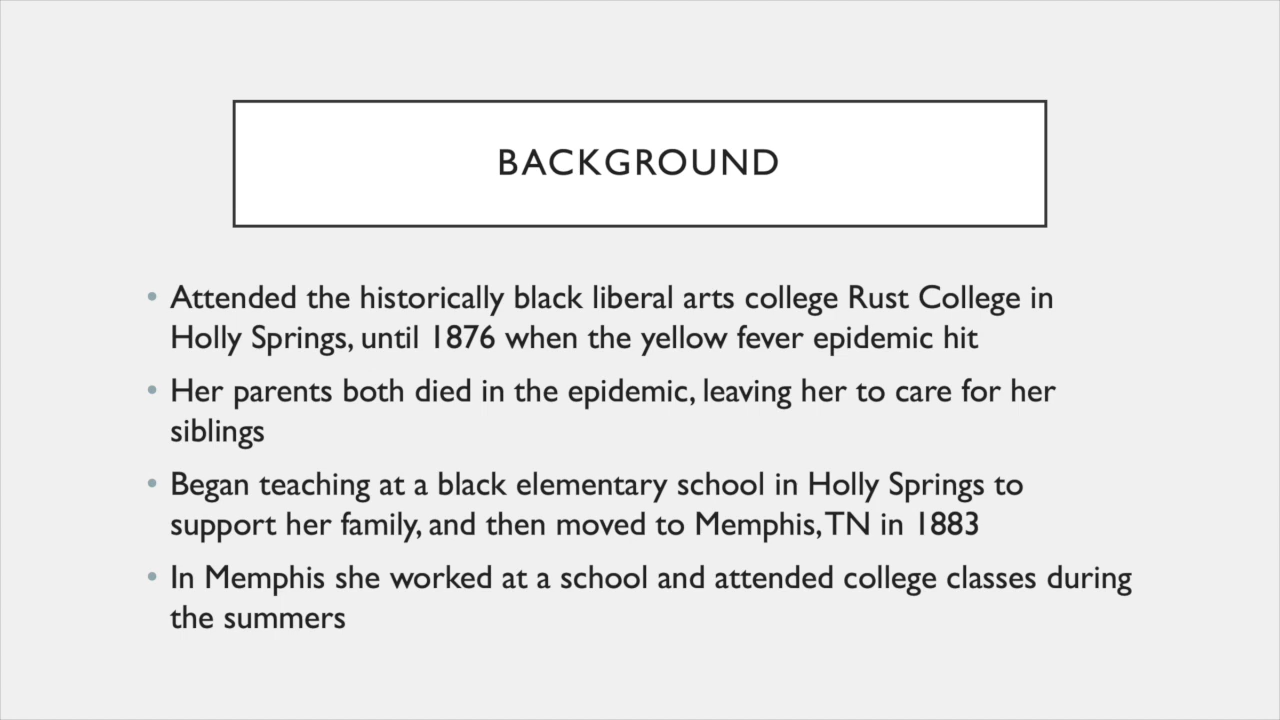 BACKGROUND
• Attended the historically black liberal arts college Rust College in
Holly Springs, until 1876 when the yellow fever epidemic hit
• Her parents both died in the epidemic, leaving her to care for her
siblings
• Began teaching at a black elementary school in Holly Springs to
support her family, and then moved to Memphis, TN in 1883
• In Memphis she worked at a school and attended college classes during
the summers